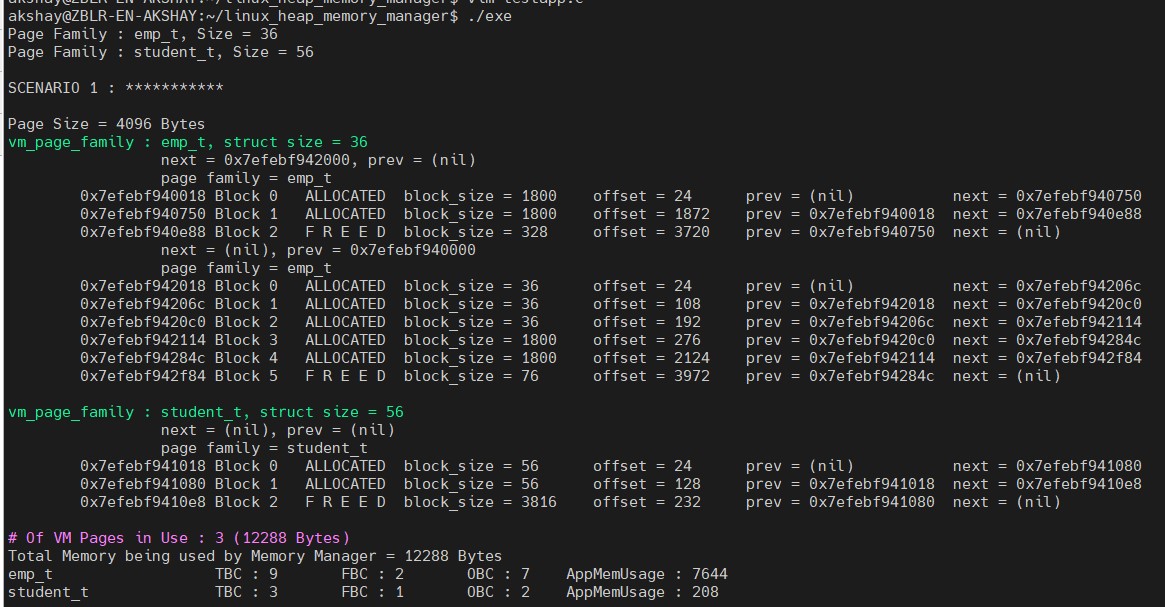 akshay@ZBLR-EN-AKSHAY:~/linux_heap_memory_manager$ vim testapp.c
akshay@ZBLR-EN-AKSHAY:~/linux_heap_memory_manager$ ./exe
Page Family : emp_t, Size = 36
Page Family : student_t, Size = 56
SCENARIO 1 : ***********
Page Size = 4096 Bytes
vm_page_family : emp_t, struct size = 36
next = 0x7efebf942000, prev = (nil)
page family = emp_t
0x7efebf940018 Block 0 ALLOCATED block_size = 1800 offset = 24 prev = (nil) next = 0x7efebf940750
0x7efebf940750 Block 1 ALLOCATED block_size = 1800 offset = 1872 prev = 0x7efebf940018 next = 0x7efebf940e88
0x7efebf940e88 Block 2 F R E E D block_size = 328 offset = 3720 prev = 0x7efebf940750 next = (nil)
next = (nil), prev = 0x7efebf940000
page family = emp_t
0x7efebf942018 Block 0 ALLOCATED block_size = 36 offset = 24 prev = (nil) next = 0x7efebf94206c
0x7efebf94206c Block 1 ALLOCATED block_size = 36 offset = 108 prev = 0x7efebf942018 next = 0x7efebf9420c0
0x7efebf9420c0 Block 2 ALLOCATED block_size = 36 offset = 192 prev = 0x7efebf94206c next = 0x7efebf942114
0x7efebf942114 Block 3 ALLOCATED block_size = 1800 offset = 276 prev = 0x7efebf9420c0 next = 0x7efebf94284c
0x7efebf94284c Block 4 ALLOCATED block_size = 1800 offset = 2124 prev = 0x7efebf942114 next = 0x7efebf942f84
0x7efebf942f84 Block 5 F R E E D block_size = 76 offset = 3972 prev = 0x7efebf94284c next = (nil)
vm_page_family : student_t, struct size = 56
next = (nil), prev = (nil)
page family = student_t
0x7efebf941018 Block 0 ALLOCATED block_size = 56 offset = 24 prev = (nil) next = 0x7efebf941080
0x7efebf941080 Block 1 ALLOCATED block_size = 56 offset = 128 prev = 0x7efebf941018 next = 0x7efebf9410e8
0x7efebf9410e8 Block 2 F R E E D block_size = 3816 offset = 232 prev = 0x7efebf941080 next = (nil)
# Of VM Pages in Use : 3 (12288 Bytes)
Total Memory being used by Memory Manager = 12288 Bytes
emp_t TBC : 9 FBC : 2 OBC : 7 AppMemUsage : 7644
student_t TBC : 3 FBC : 1 OBC : 2 AppMemUsage : 208